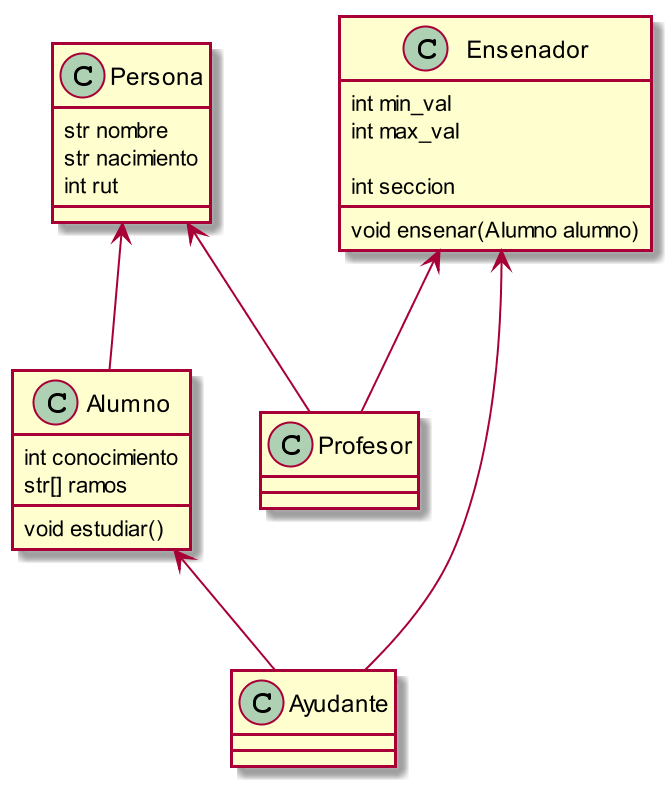 C Persona
str nombre
str nacimiento
int rut
C Ensenador
int min_val
int max_val
int seccion
void ensenar(Alumno alumno)
C Alumno
int conocimiento
str[] ramos
void estudiar()
C Profesor
C Ayudante